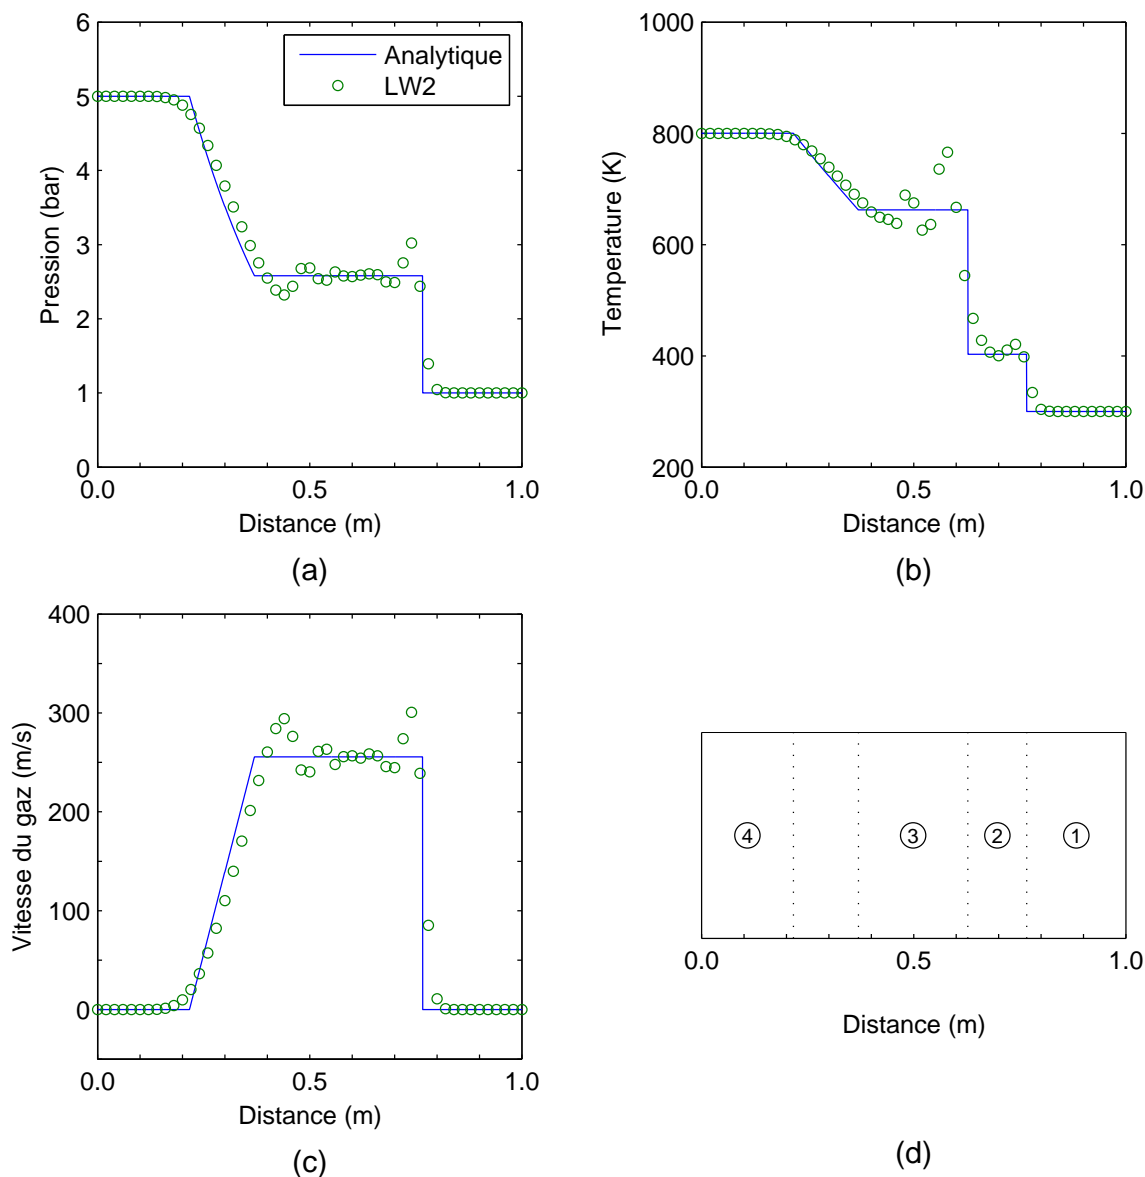 6
5
4
3
2
1
0
Pression (bar)
Analytique
LW2
0.0 0.5 1.0
Distance (m)
(a)
1000
800
600
400
200
Temperature (K)
0.0 0.5 1.0
Distance (m)
(b)
400
300
200
100
0
Vitesse du gaz (m/s)
0.0 0.5 1.0
Distance (m)
(c)
4 3 2 1
0.0 0.5 1.0
Distance (m)
(d)